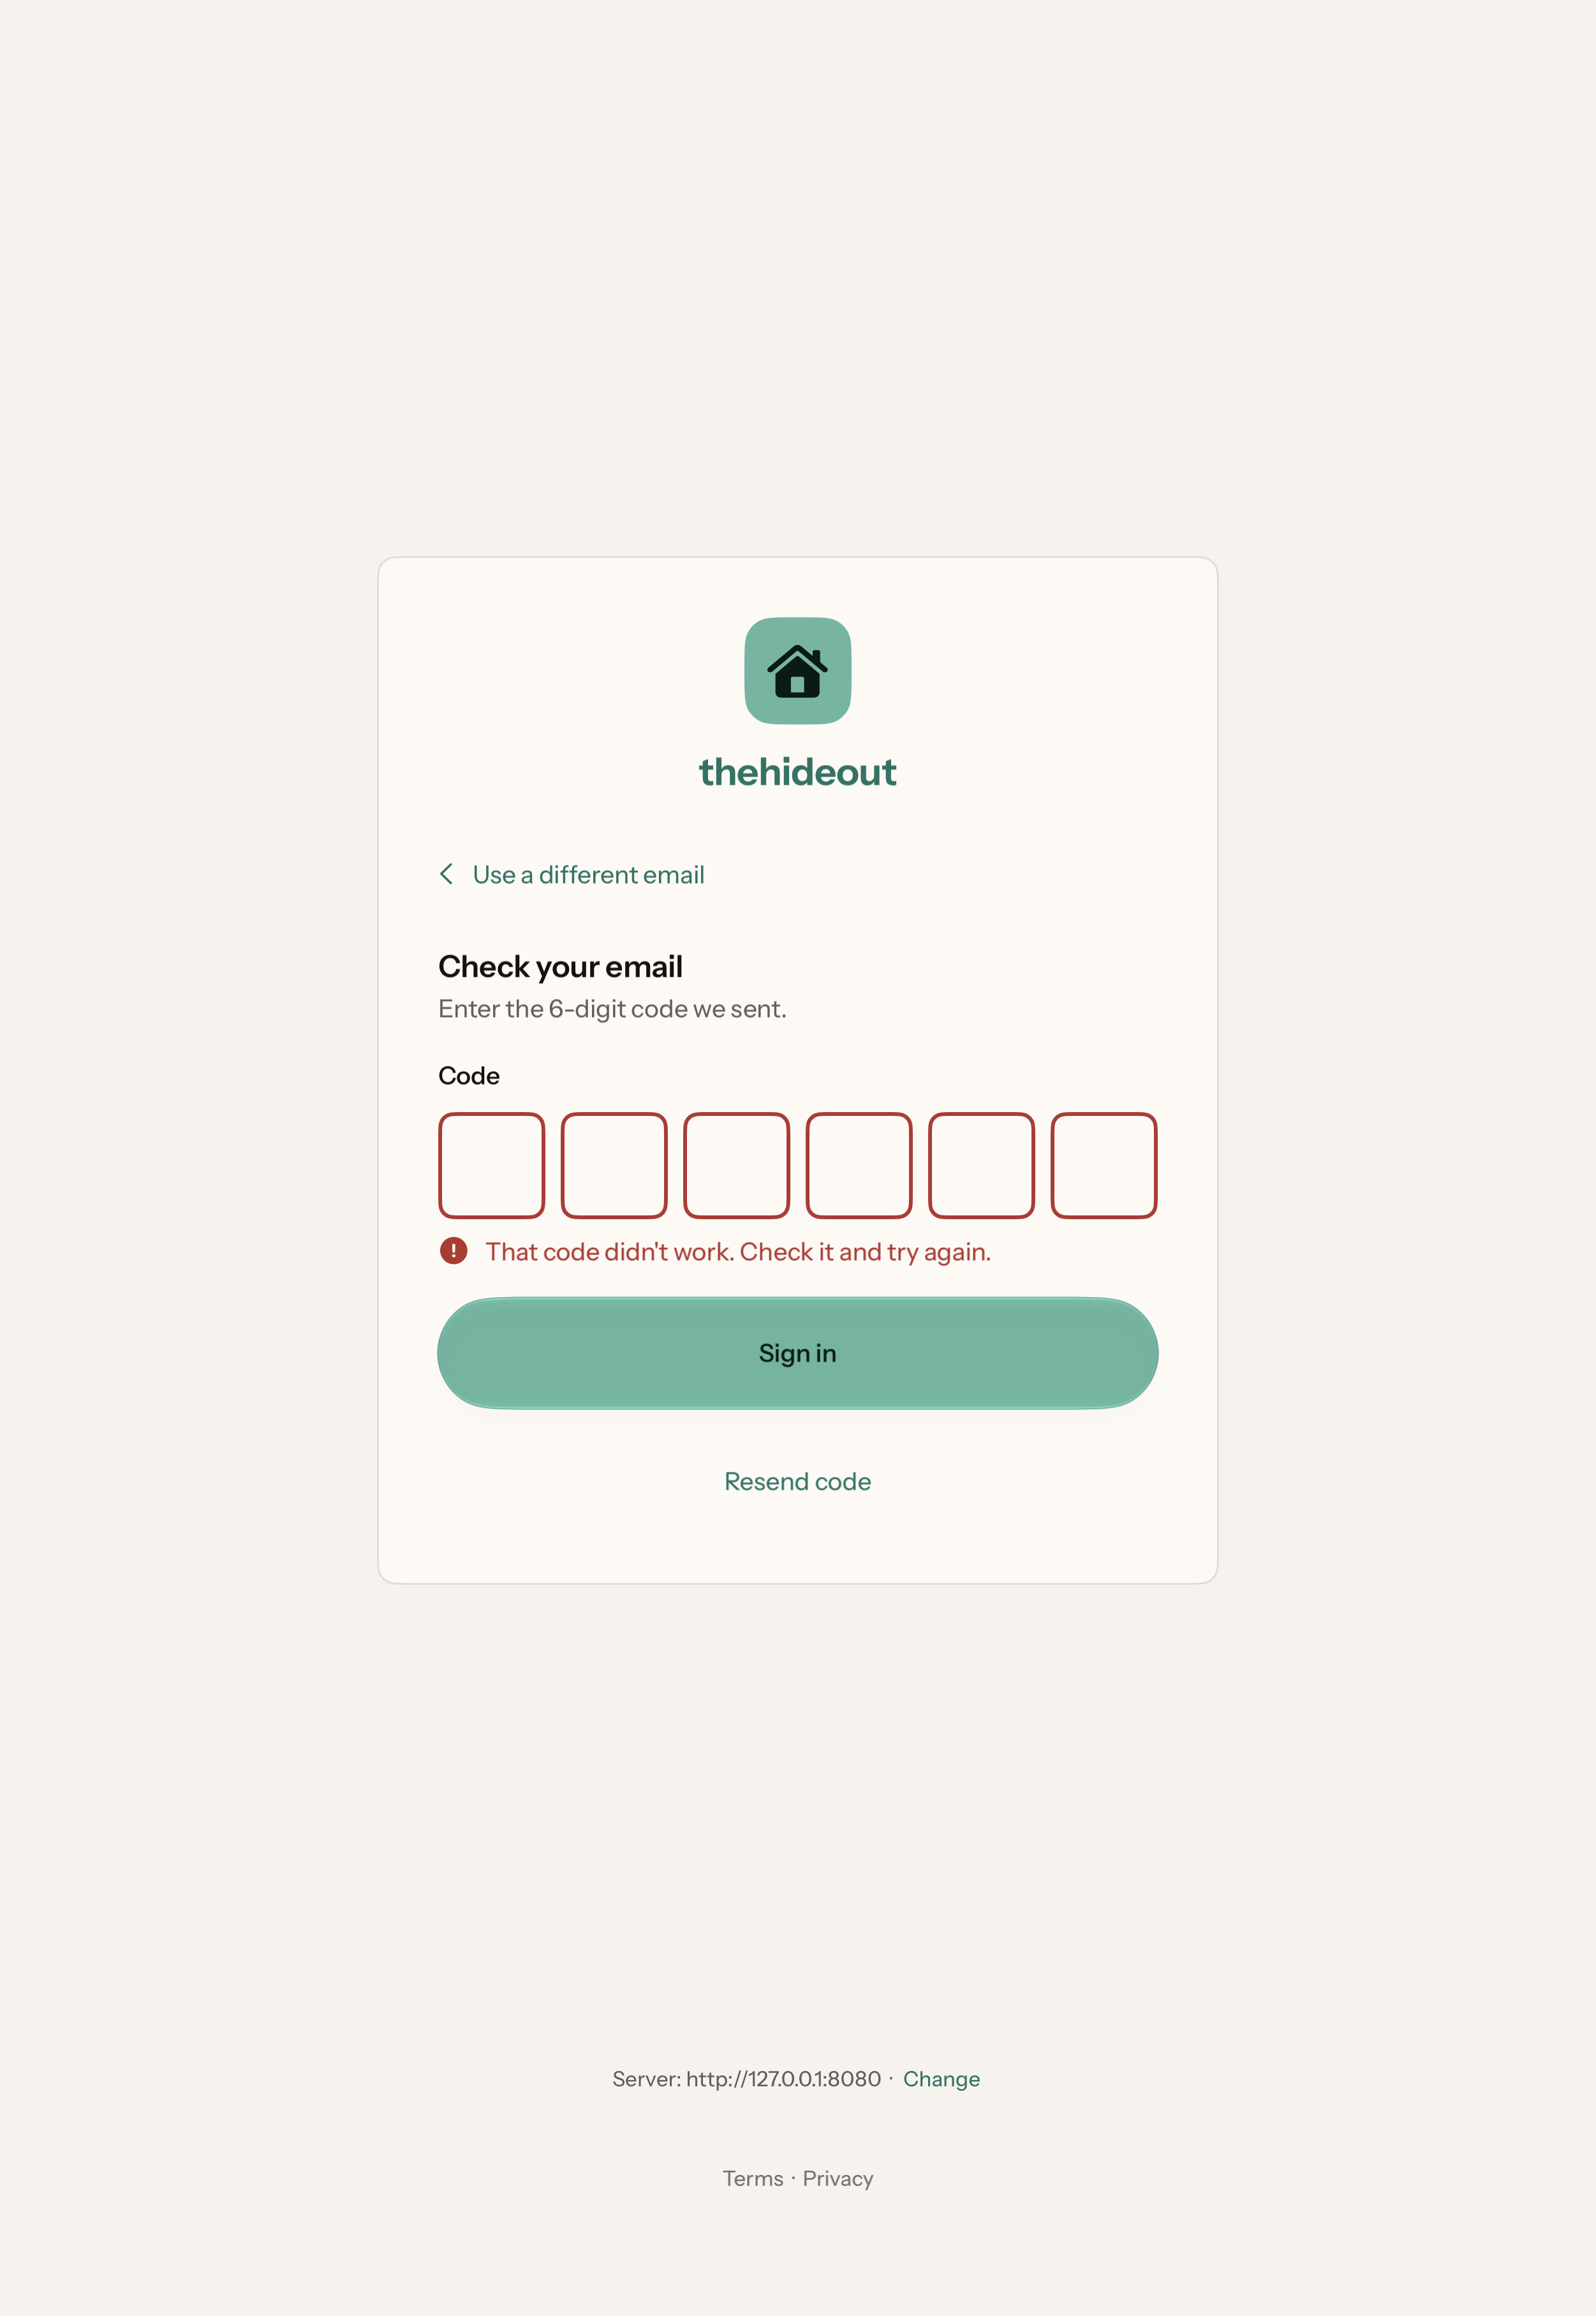 thehideout
Use a different email
Check your email
Enter the 6-digit code we sent.
Code
That code didn't work. Check it and try again.
Sign in
Resend code
Server: http://127.0.0.1:8080 · Change
Terms · Privacy